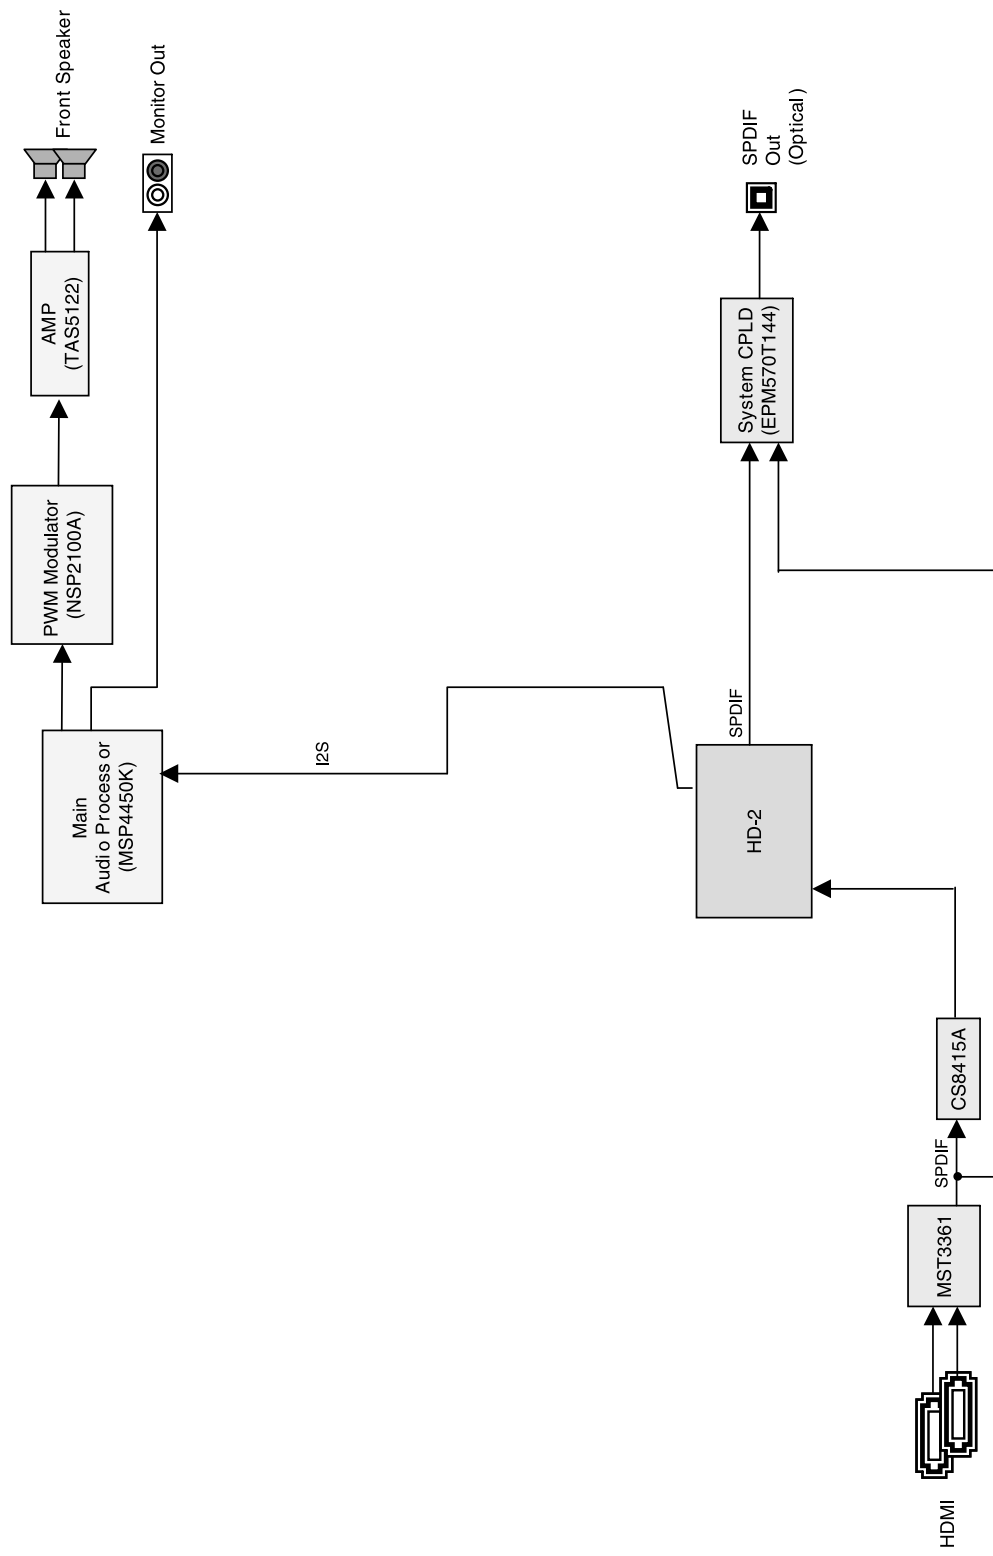 Front Speaker
Monitor Out
AMP
(TAS5122)
SPDIF
Out
(Optical)
System CPLD
(EPM570T144)
PWM Modulator
(NSP2100A)
SPDIF
I2S
Main
Audio Process or
(MSP4450K)
HD-2
CS8415A
SPDIF
MST3361
HDMI